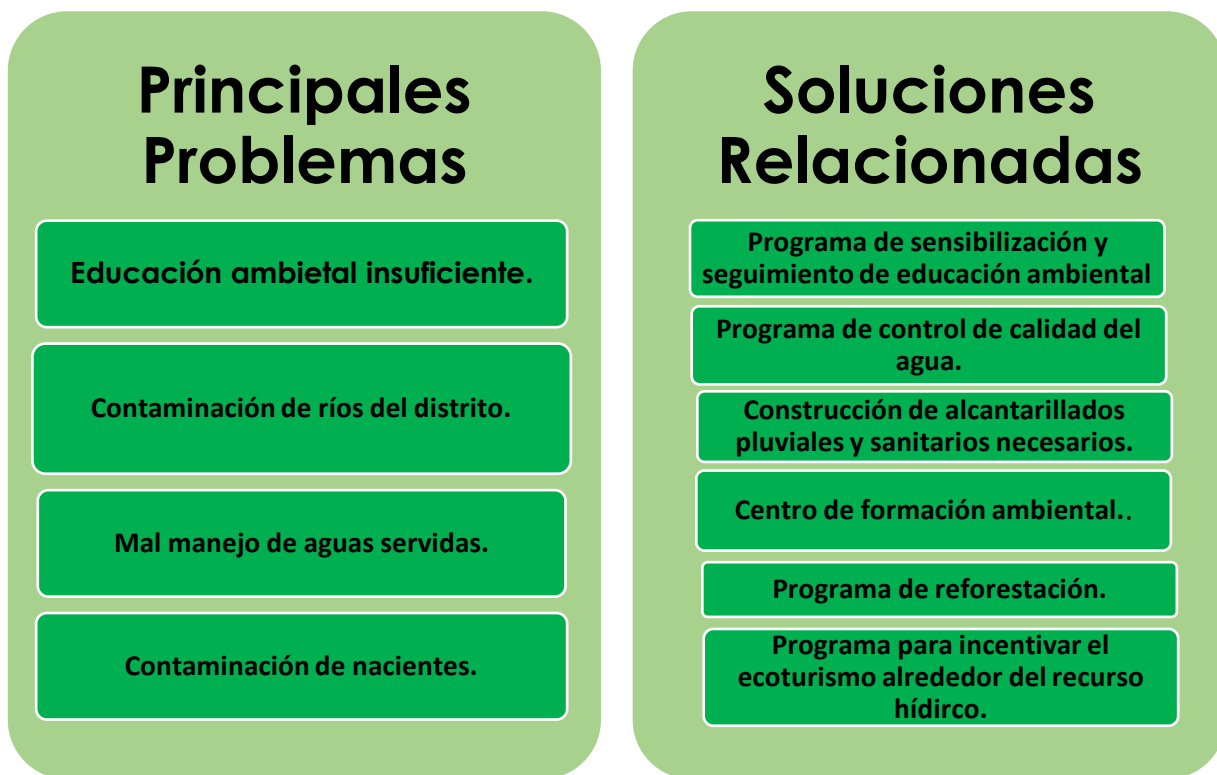 Principales
Problemas
Educación ambietal insuficiente.
Contaminación de ríos del distrito.
Mal manejo de aguas servidas.
Contaminación de nacientes.
Soluciones
Relacionadas
Programa de sensibilización y
seguimiento de educación ambiental
Programa de control de calidad del
agua.
Construcción de alcantarillados
pluviales y sanitarios necesarios.
Centro de formación ambiental..
Programa de reforestación.
Programa para incentivar el
ecoturismo alrededor del recurso
hídirco.